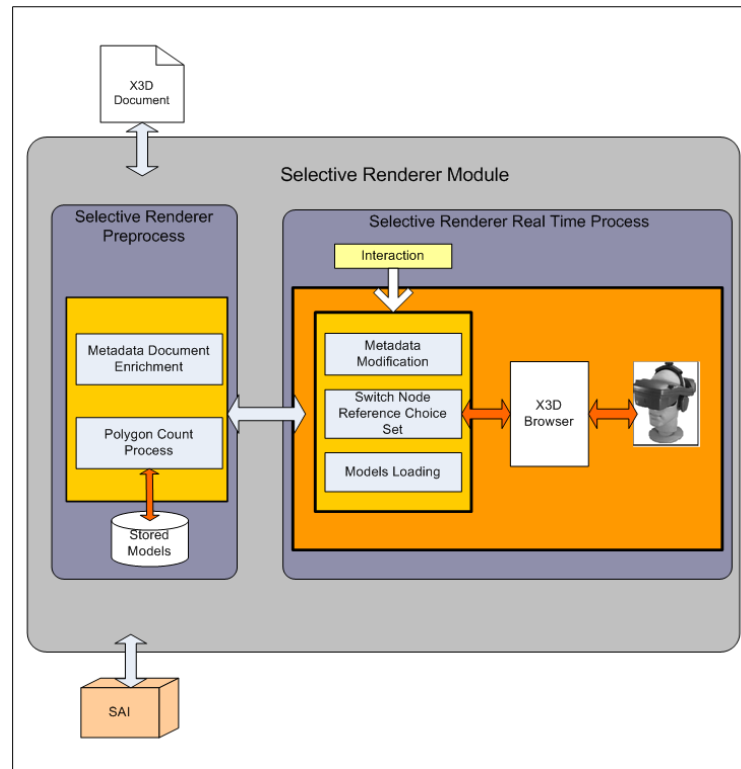 X3D
Document
Selective Renderer Module
Selective Renderer
Preprocess
Selective Renderer Real Time Process
Interaction
Metadata Document
Enrichment
Polygon Count
Process
Stored
Models
Metadata
Modification
Switch Node
Reference Choice
Set
Models Loading
X3D
Browser
SAI